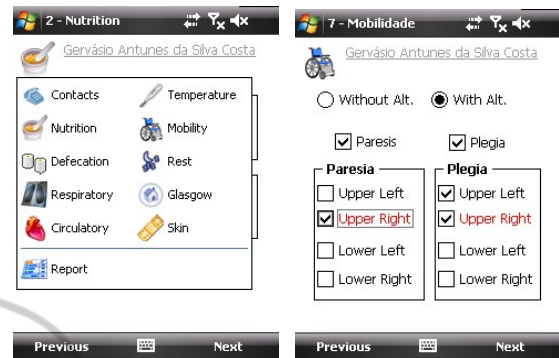 2 - Nutrition
Gervásio Antunes da Silva Costa
Contacts
Temperature
Nutrition
Mobility
Defecation
Rest
Respiratory
Glasgow
Circulatory
Skin
Report
Previous
Next
7 - Mobilidade
Gervásio Antunes da Silva Costa
Without Alt.
With Alt.
Paresis
Plegia
Paresia
Upper Left
Upper Right
Lower Left
Lower Right
Plegia
Upper Left
Upper Right
Lower Left
Lower Right
Previous
Next